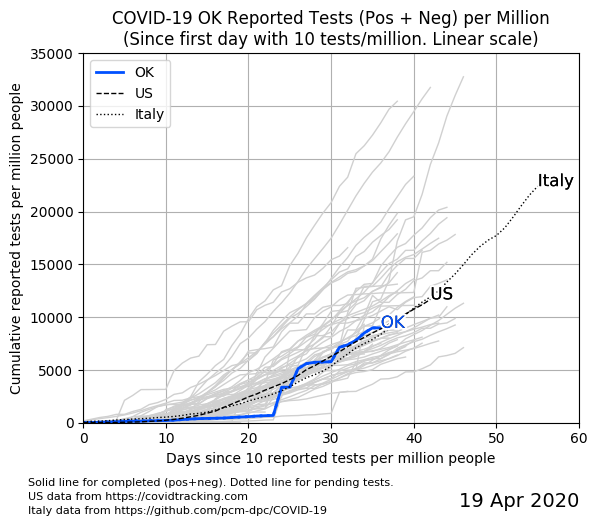 COVID-19 OK Reported Tests (Pos + Neg) per Million
(Since first day with 10 tests/million. Linear scale)
Cumulative reported tests per million people
35000
30000
25000
20000
15000
10000
5000
0
OK
US
Italy
Italy
US
OK
0 10 20 30 40 50 60
Days since 10 reported tests per million people
Solid line for completed (pos+neg). Dotted line for pending tests.
US data from https://covidtracking.com
Italy data from https://github.com/pcm-dpc/COVID-19
19 Apr 2020